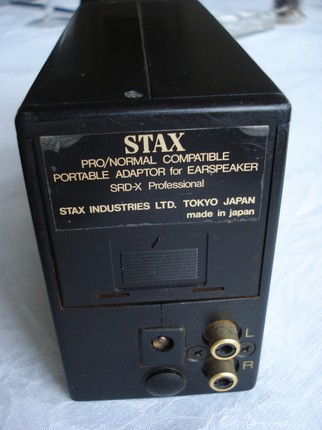 STAX
PRO/NORMAL COMPATIBLE
PORTABLE ADAPTOR for EARSPEAKER
SRD-X Professional
STAX INDUSTRIES LTD. TOKYO JAPAN
made in japan
L
R